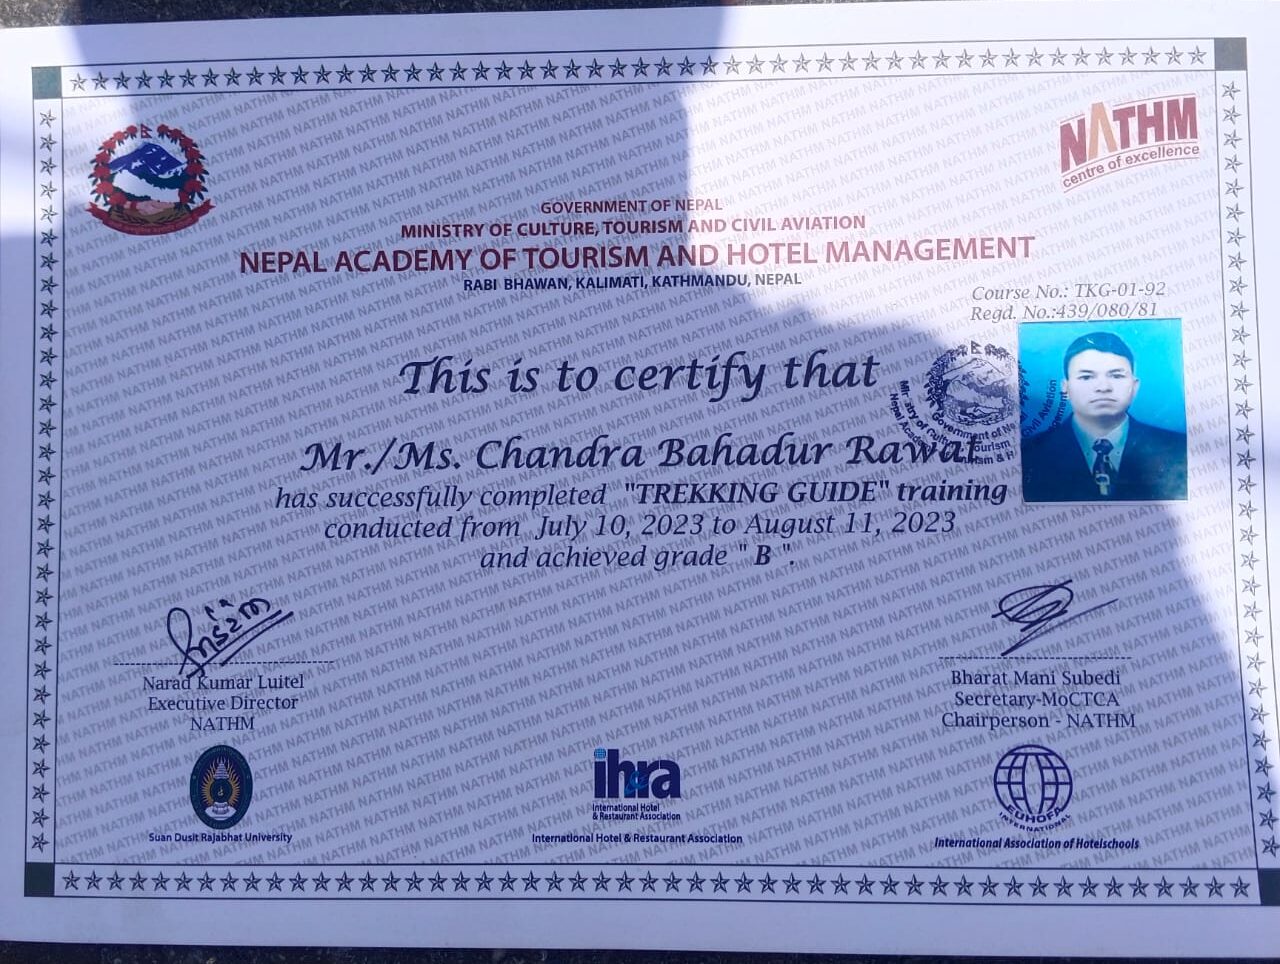 NATHM
centre of excellence
GOVERNMENT OF NEPAL
MINISTRY OF CULTURE, TOURISM AND CIVIL AVIATION
NEPAL ACADEMY OF TOURISM AND HOTEL MANAGEMENT
RABI BHAWAN, KALIMATI, KATHMANDU, NEPAL
Course No.: TKG-01-92
Regd. No.:439/080/81
This is to certify that
Mr./Ms. Chandra Bahadur Rawat
has successfully completed "TREKKING GUIDE" training
conducted from July 10, 2023 to August 11, 2023
and achieved grade " B ".
Narad Kumar Luitel
Executive Director
NATHM
Bharat Mani Subedi
Secretary-MoCTCA
Chairperson - NATHM
Suan Dusit Rajabhat University
ihra
International Hotel
& Restaurant Association
International Hotel & Restaurant Association
EUHOFA
INTERNATIONAL
International Association of Hotelschools